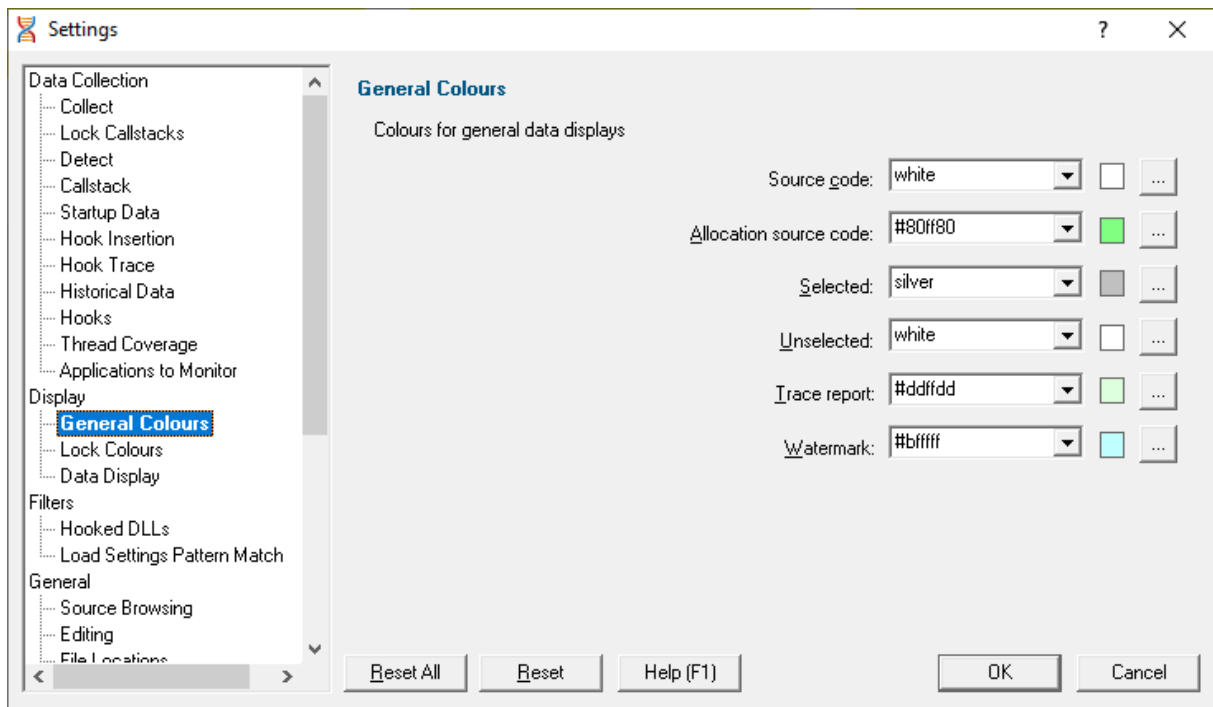 Settings
?
Data Collection
Collect
Lock Callstacks
Detect
Callstack
Startup Data
Hook Insertion
Hook Trace
Historical Data
Hooks
Thread Coverage
Applications to Monitor
Display
General Colours
Lock Colours
Data Display
Filters
Hooked DLLs
Load Settings Pattern Match
General
Source Browsing
Editing
File Locations
General Colours
Colours for general data displays
Source code: white ...
Allocation source code: #80ff80 ...
Selected: silver ...
Unselected: white ...
Trace report: #ddffdd ...
Watermark: #bfffff ...
Reset All Reset Help (F1) OK Cancel